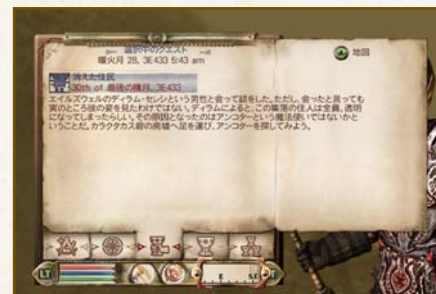 選択中のクエスト
曜火月 28, 3E433 5:43 am
地図
消えた住民
30th of 最後の種月, 3E433
エイルズウェルのディラム・セレシという男性と会って話をした。ただし、会ったと言っても
実のところ彼の姿を見たわけではない。ディラムによると、この集落の住人は全員、透明
になってしまったらしい。その原因となったのはアンコターという魔法使いではないかと
いうことだ。カラクタカス砦の廃墟へ足を運び、アンコターを探してみよう。
LT
E
S.E